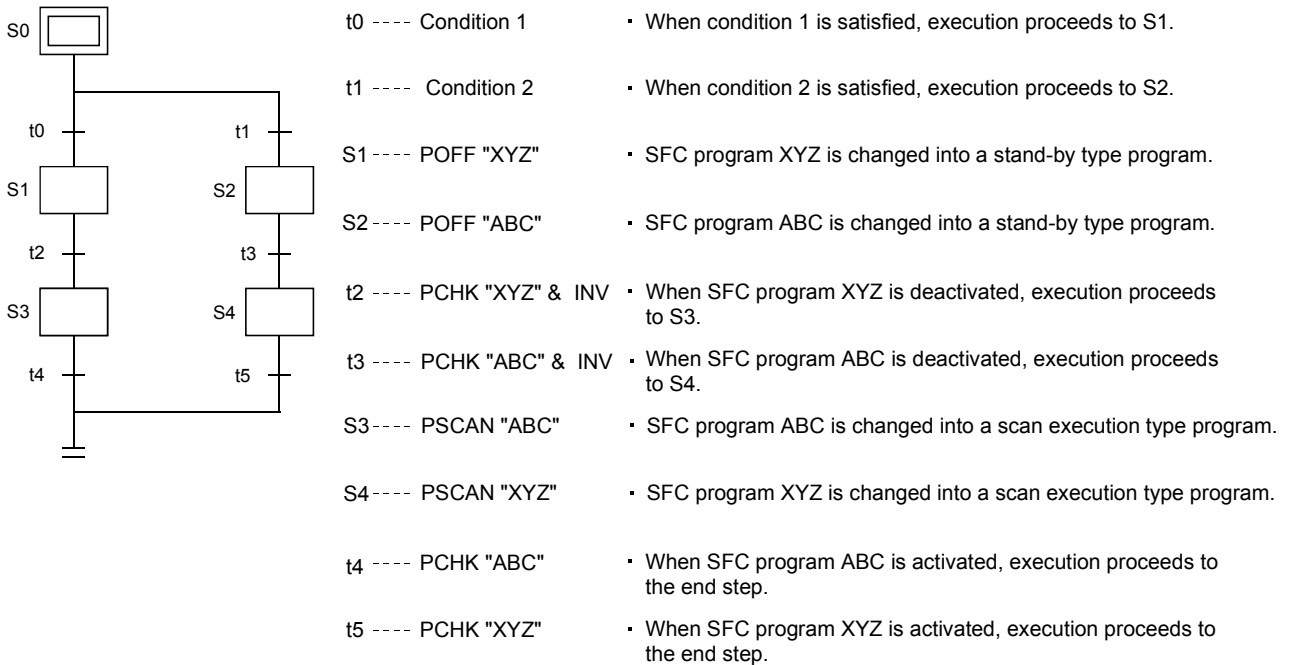 S0
t0
t1
S1
S2
t2
t3
S3
S4
t4
t5
t0 ---- Condition 1 ・ When condition 1 is satisfied, execution proceeds to S1.
t1 ---- Condition 2 ・ When condition 2 is satisfied, execution proceeds to S2.
S1 ---- POFF "XYZ" ・ SFC program XYZ is changed into a stand-by type program.
S2 ---- POFF "ABC" ・ SFC program ABC is changed into a stand-by type program.
t2 ---- PCHK "XYZ" & INV ・ When SFC program XYZ is deactivated, execution proceeds
to S3.
t3 ---- PCHK "ABC" & INV ・ When SFC program ABC is deactivated, execution proceeds
to S4.
S3 ---- PSCAN "ABC" ・ SFC program ABC is changed into a scan execution type program.
S4 ---- PSCAN "XYZ" ・ SFC program XYZ is changed into a scan execution type program.
t4 ---- PCHK "ABC" ・ When SFC program ABC is activated, execution proceeds to
the end step.
t5 ---- PCHK "XYZ" ・ When SFC program XYZ is activated, execution proceeds to
the end step.